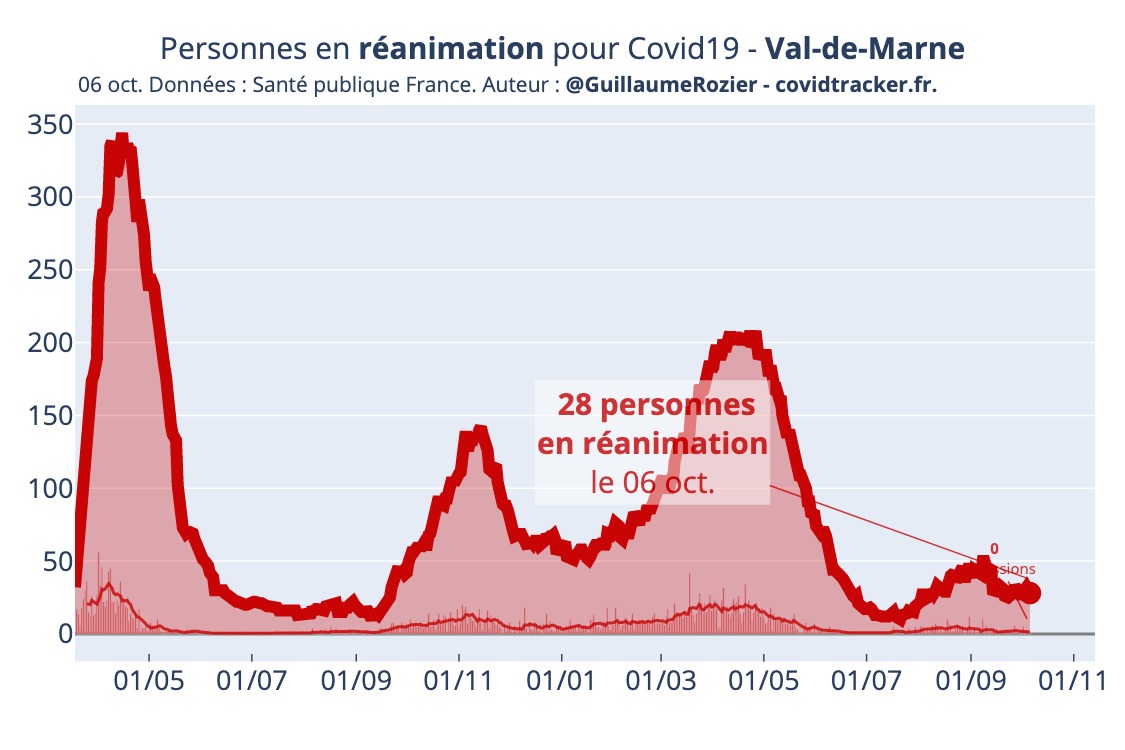 Personnes en réanimation pour Covid19 - Val-de-Marne
06 oct. Données : Santé publique France. Auteur : @GuillaumeRozier - covidtracker.fr.
350
300
250
200
150
100
50
0
28 personnes
en réanimation
le 06 oct.
0
ssions
01/05 01/07 01/09 01/11 01/01 01/03 01/05 01/07 01/09 01/11